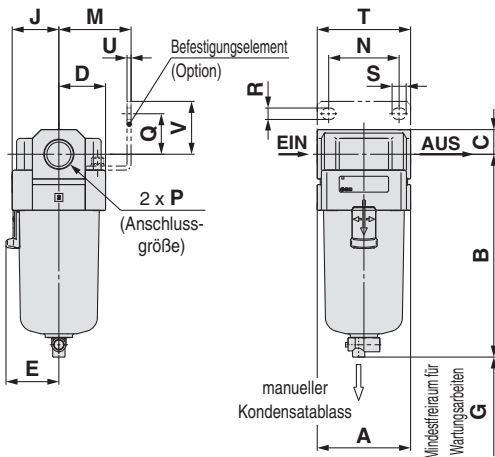 J
M
T
U
N
D
Befestigungselement
(Option)
R
S
Q
V
EIN
AUS
C
2 x P
(Anschluss-
größe)
B
E
manueller
Kondensatablass
Mindestfreiraum für
Wartungsarbeiten
G
A